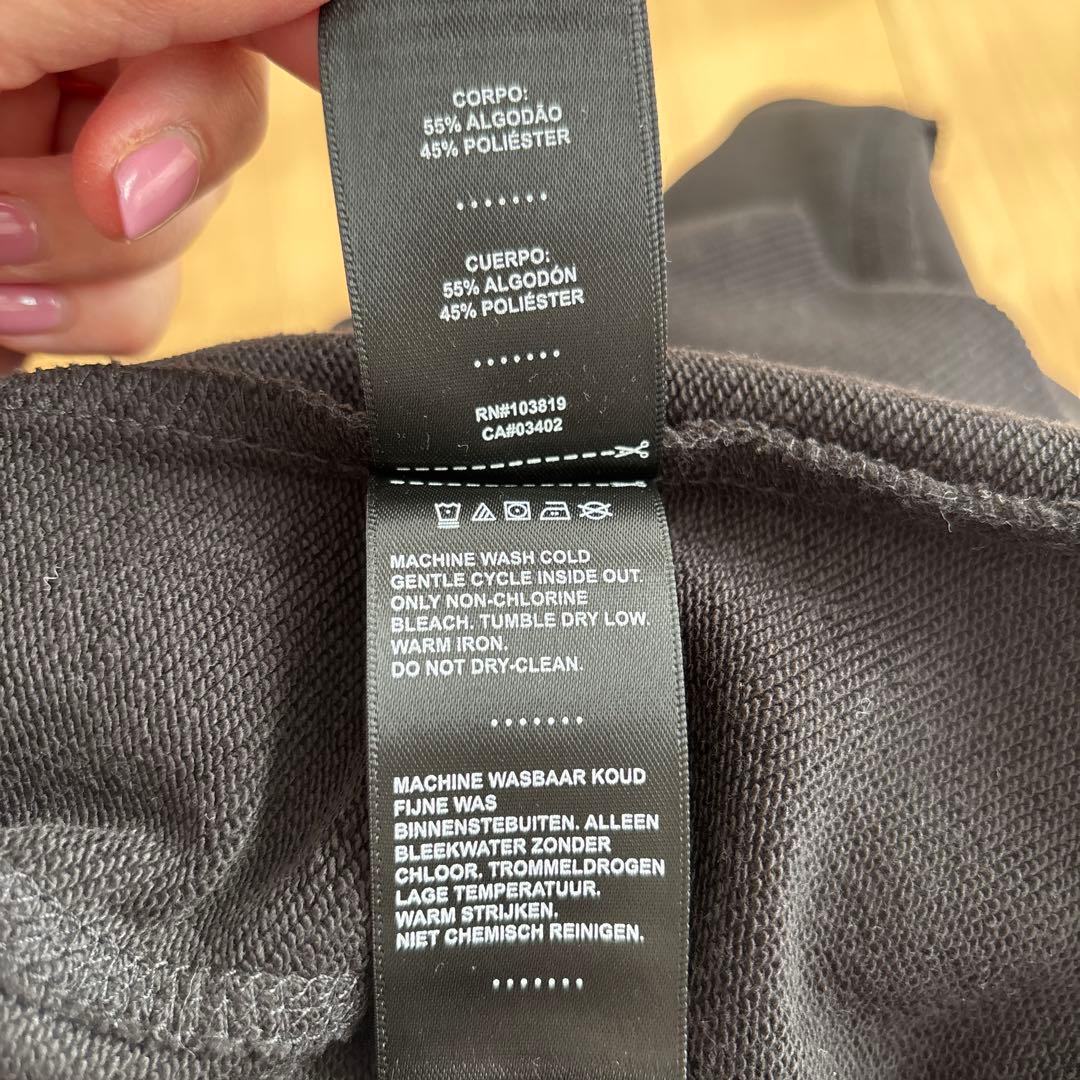 CORPO:
55% ALGODÃO
45% POLIÉSTER
.......
CUERPO:
55% ALGODÓN
45% POLIÉSTER
.......
RN#103819
CA#03402
MACHINE WASH COLD
GENTLE CYCLE INSIDE OUT.
ONLY NON-CHLORINE
BLEACH. TUMBLE DRY LOW.
WARM IRON.
DO NOT DRY-CLEAN.
.......
MACHINE WASBAAR KOUD
FIJNE WAS
BINNENSTEBUITEN. ALLEEN
BLEEKWATER ZONDER
CHLOOR. TROMMELDROGEN
LAGE TEMPERATUUR.
WARM STRIJKEN.
NIET CHEMISCH REINIGEN.
.......